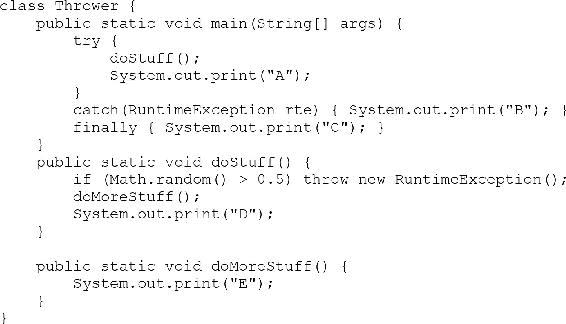 class Thrower {
    public static void main(String[] args) {
        try {
            doStuff();
            System.out.print("A");
        }
        catch(RuntimeException rte) { System.out.print("B"); }
        finally { System.out.print("C"); }
    }
    public static void doStuff() {
        if (Math.random() > 0.5) throw new RuntimeException();
        doMoreStuff();
        System.out.print("D");
    }
    public static void doMoreStuff() {
        System.out.print("E");
    }
}